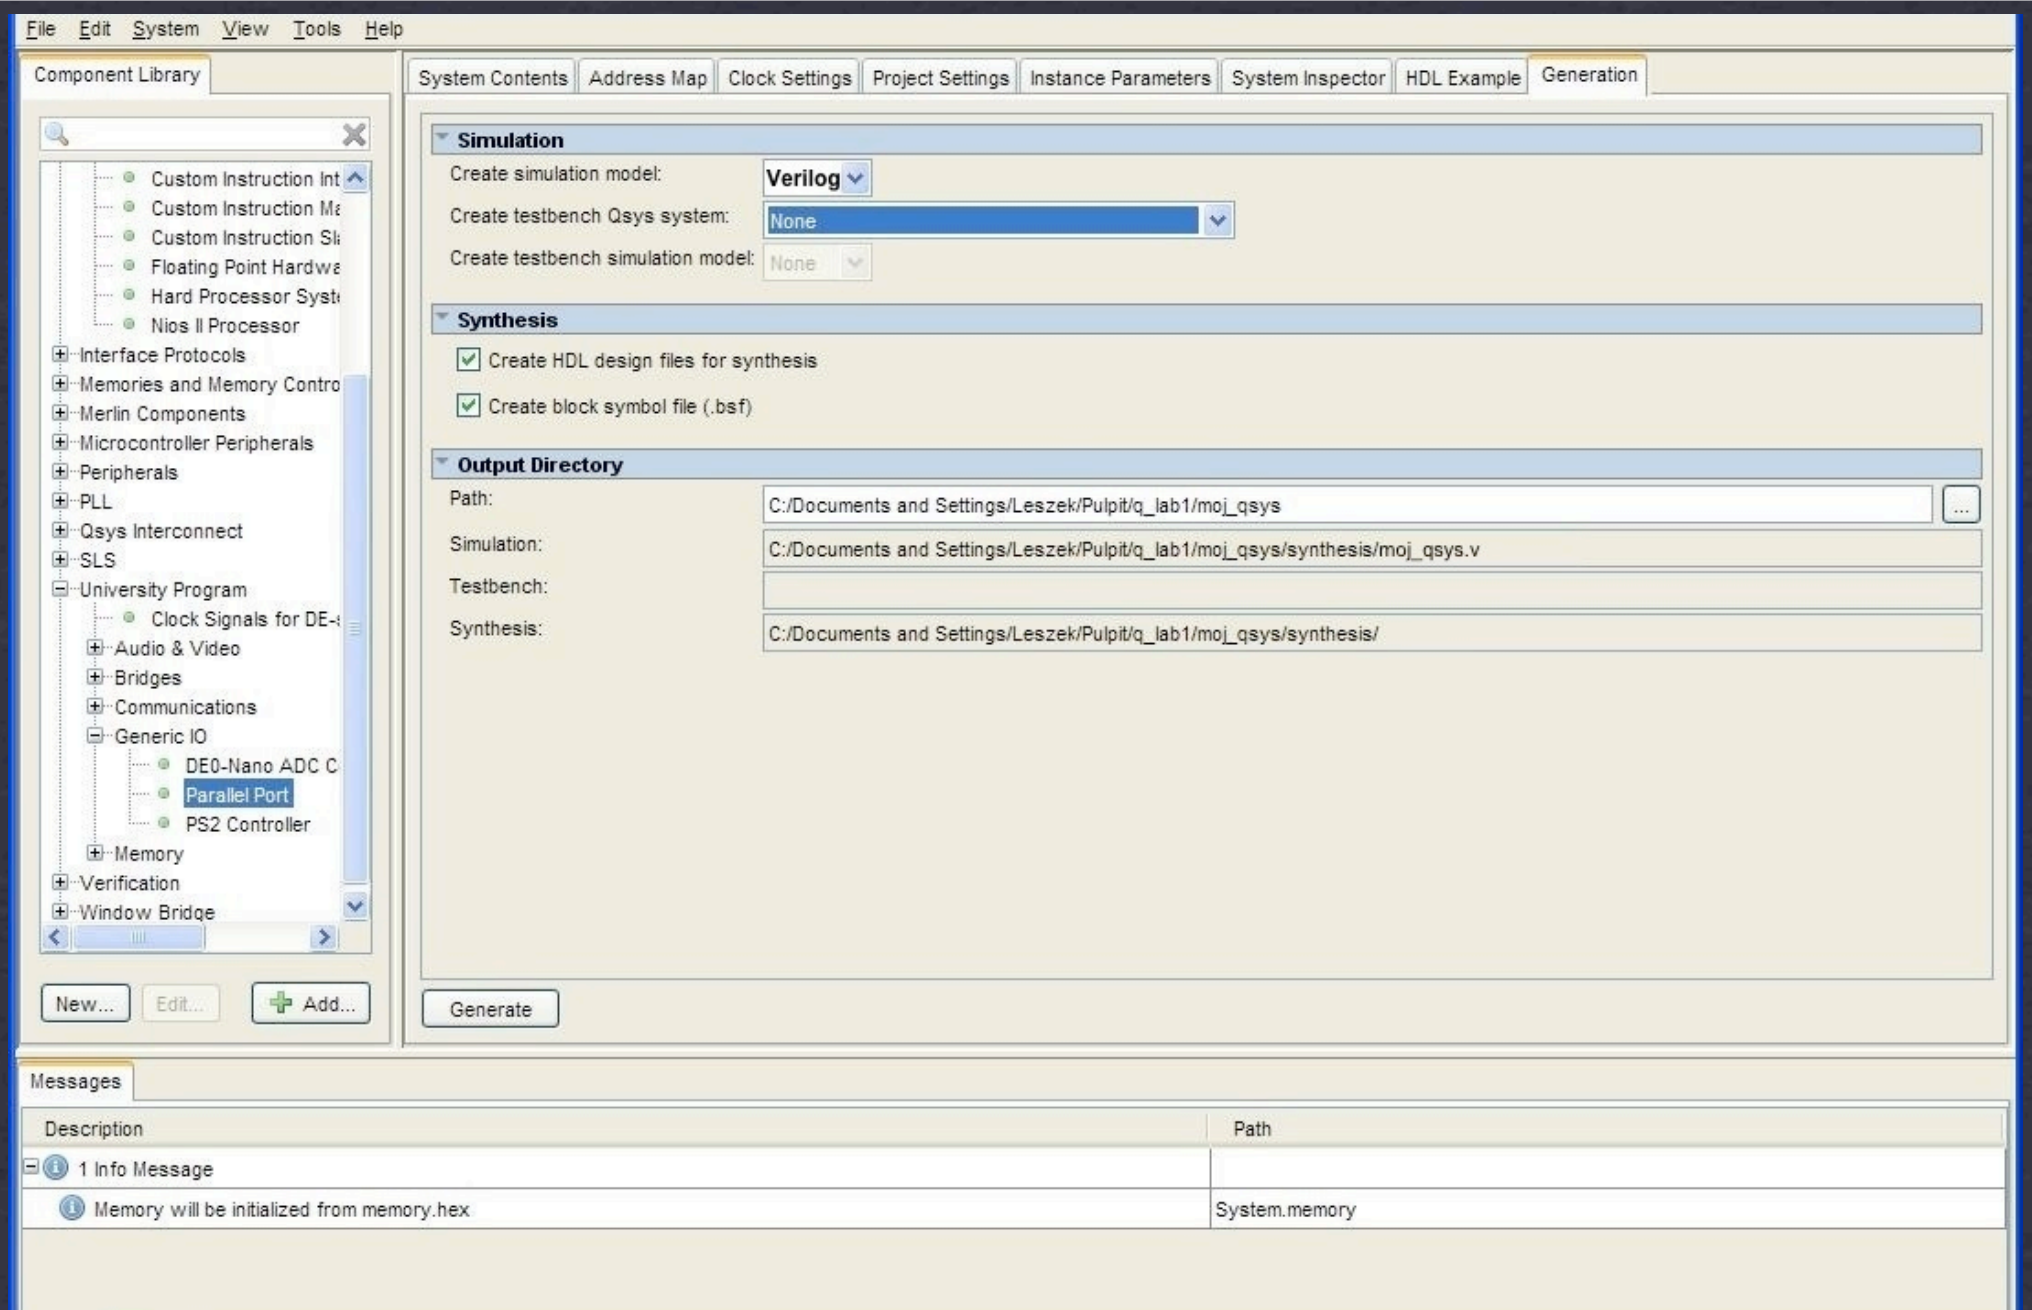 File Edit System View Tools Help
Component Library
Custom Instruction Int
Custom Instruction Ma
Custom Instruction Sla
Floating Point Hardwa
Hard Processor Syste
Nios II Processor
Interface Protocols
Memories and Memory Contro
Merlin Components
Microcontroller Peripherals
Peripherals
PLL
Qsys Interconnect
SLS
University Program
Clock Signals for DE-s
Audio & Video
Bridges
Communications
Generic IO
DE0-Nano ADC C
Parallel Port
PS2 Controller
Memory
Verification
Window Bridge
New... Edit... Add...
System Contents Address Map Clock Settings Project Settings Instance Parameters System Inspector HDL Example Generation
Simulation
Create simulation model: Verilog
Create testbench Qsys system: None
Create testbench simulation model: None
Synthesis
Create HDL design files for synthesis
Create block symbol file (.bsf)
Output Directory
Path: C:/Documents and Settings/Leszek/Pulpit/q_lab1/moj_qsys ...
Simulation: C:/Documents and Settings/Leszek/Pulpit/q_lab1/moj_qsys/synthesis/moj_qsys.v
Testbench:
Synthesis: C:/Documents and Settings/Leszek/Pulpit/q_lab1/moj_qsys/synthesis/
Generate
Messages
Description Path
1 Info Message
Memory will be initialized from memory.hex System.memory